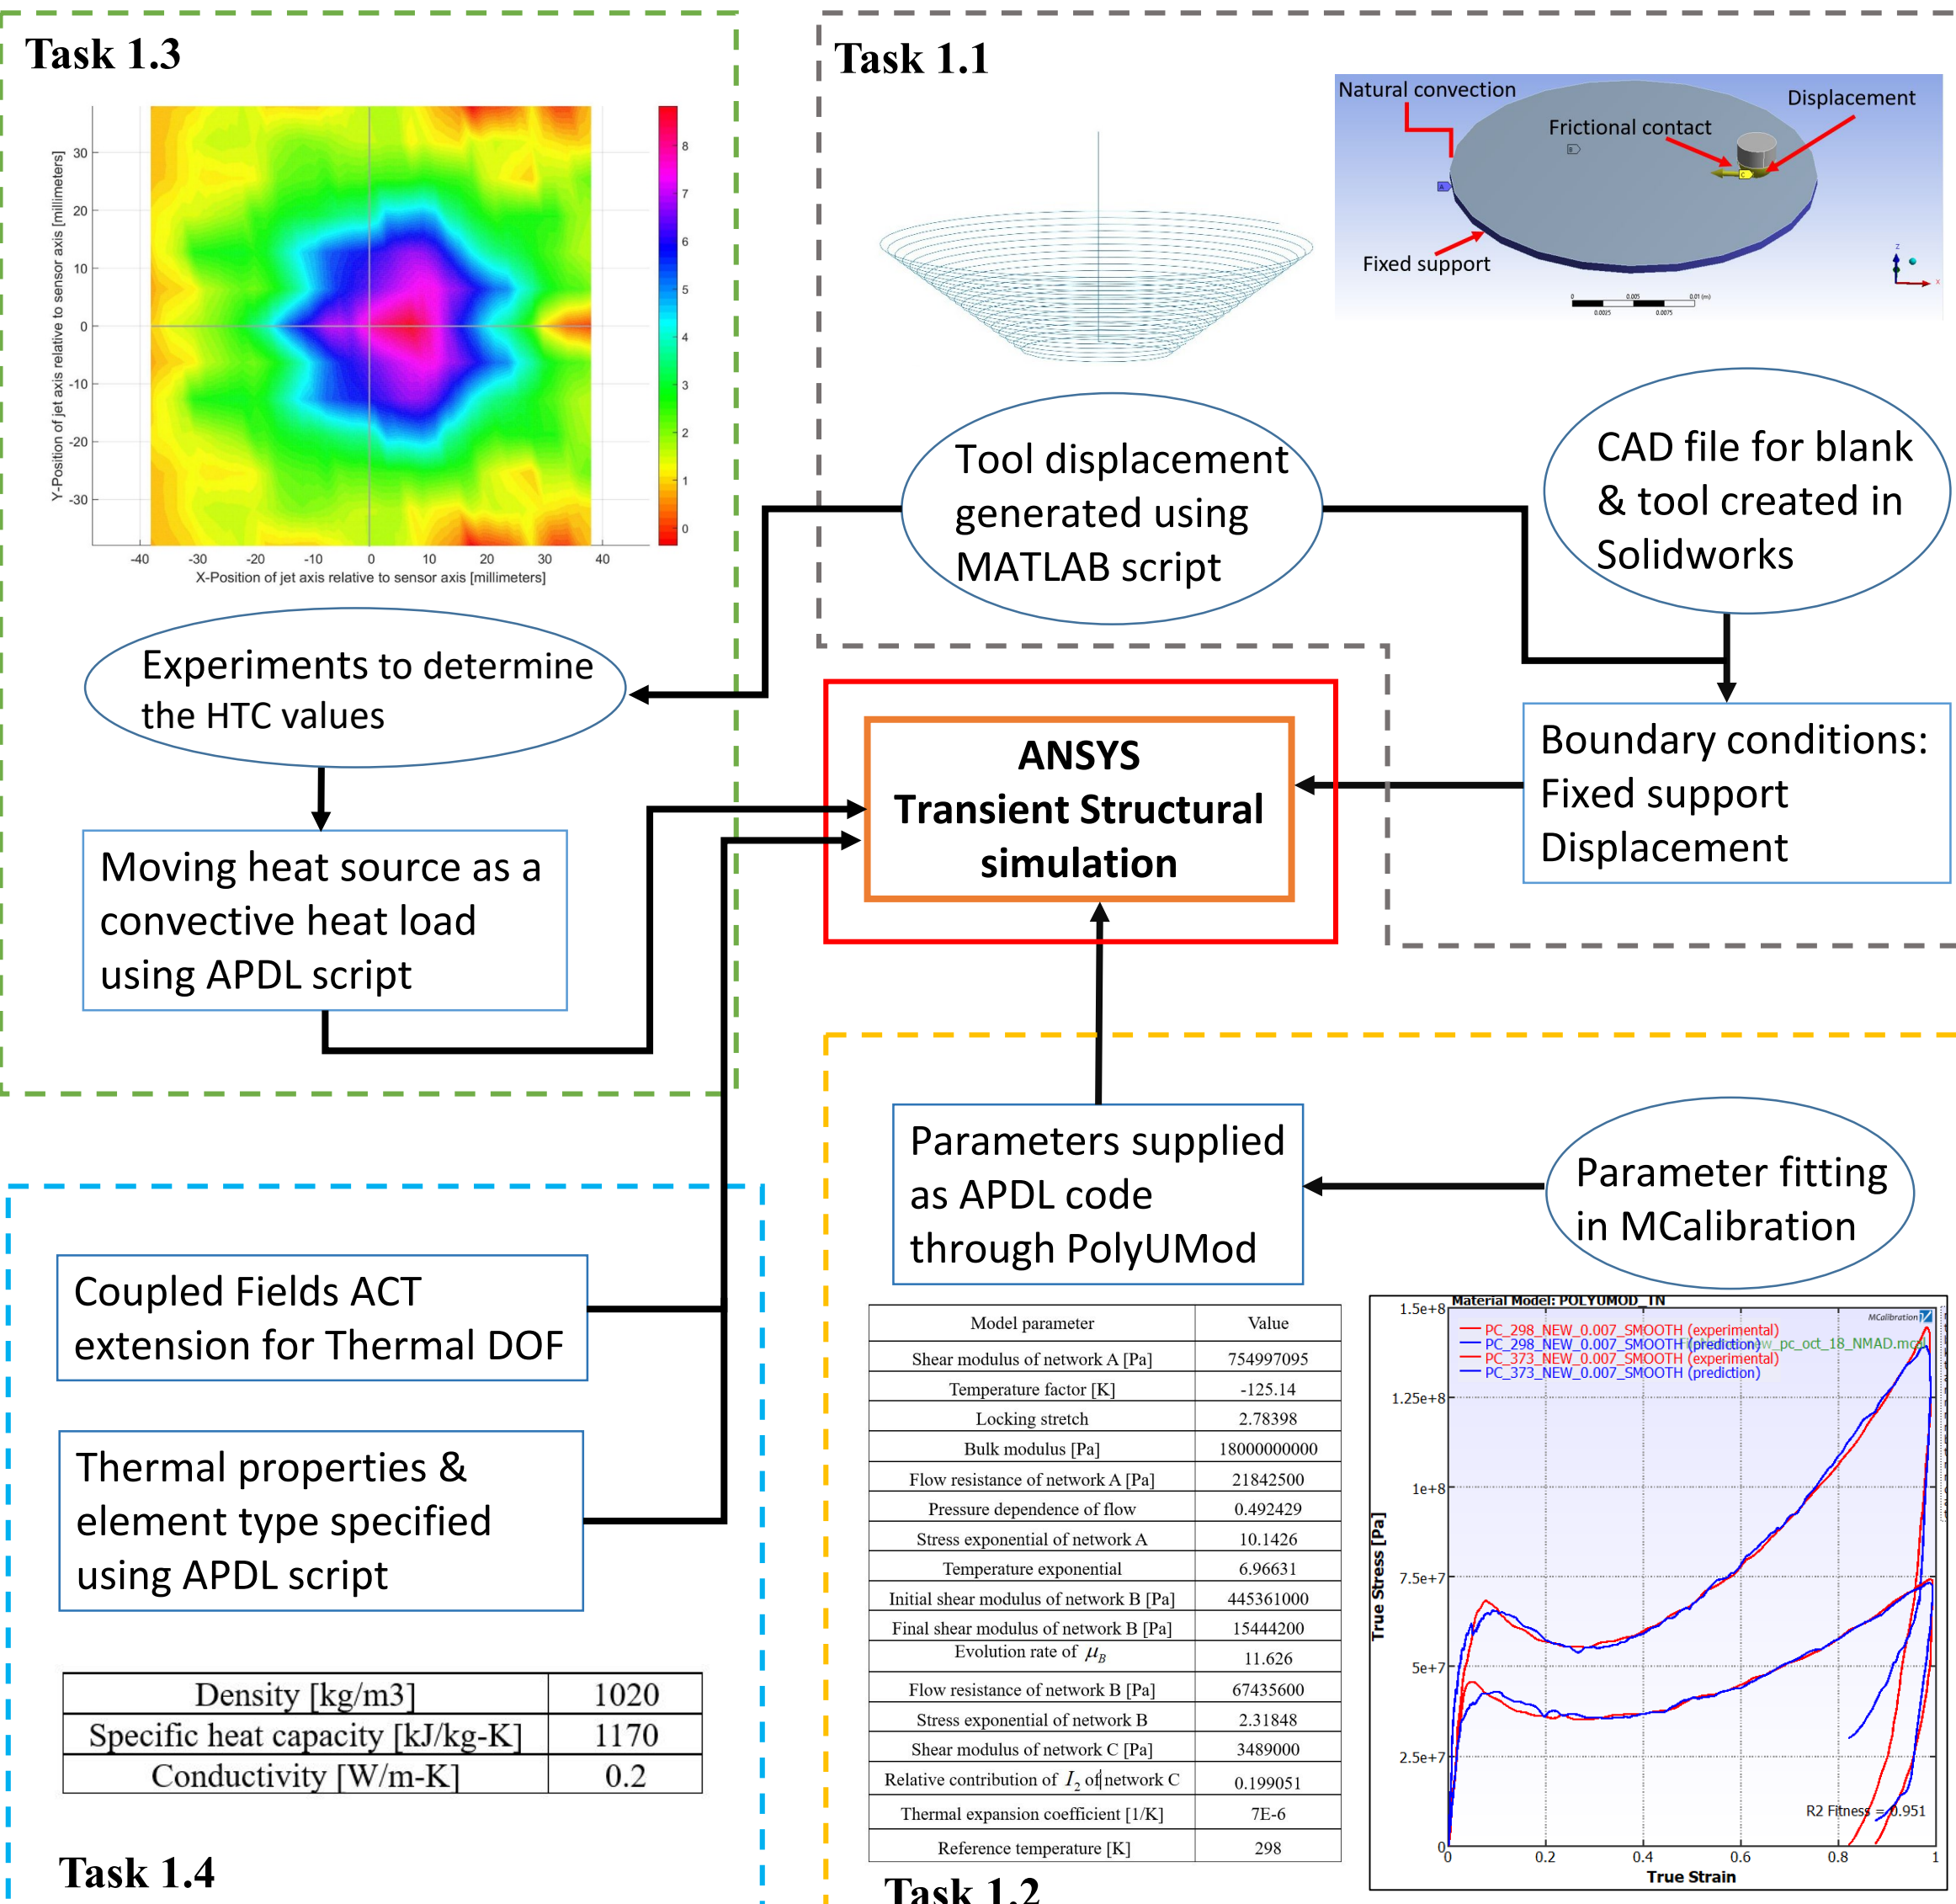 Task 1.3
Y-Position of jet axis relative to sensor axis [millimeters]
30
20
10
0
-10
-20
-30
-40 -30 -20 -10 0 10 20 30 40
X-Position of jet axis relative to sensor axis [millimeters]
8
7
6
5
4
3
2
1
0
Experiments to determine
the HTC values
Moving heat source as a
convective heat load
using APDL script
Task 1.1
Natural convection
Displacement
Frictional contact
B
C
A
Fixed support
Z
X
0 0.005 0.01 (m)
0.0025 0.0075
Tool displacement
generated using
MATLAB script
CAD file for blank
& tool created in
Solidworks
ANSYS
Transient Structural
simulation
Boundary conditions:
Fixed support
Displacement
Coupled Fields ACT
extension for Thermal DOF
Thermal properties &
element type specified
using APDL script
Density [kg/m3] 1020
Specific heat capacity [kJ/kg-K] 1170
Conductivity [W/m-K] 0.2
Task 1.4
Parameters supplied
as APDL code
through PolyUMod
Parameter fitting
in MCalibration
Model parameter Value
Shear modulus of network A [Pa] 754997095
Temperature factor [K] -125.14
Locking stretch 2.78398
Bulk modulus [Pa] 18000000000
Flow resistance of network A [Pa] 21842500
Pressure dependence of flow 0.492429
Stress exponential of network A 10.1426
Temperature exponential 6.96631
Initial shear modulus of network B [Pa] 445361000
Final shear modulus of network B [Pa] 15444200
Evolution rate of μB 11.626
Flow resistance of network B [Pa] 67435600
Stress exponential of network B 2.31848
Shear modulus of network C [Pa] 3489000
Relative contribution of I2 of network C 0.199051
Thermal expansion coefficient [1/K] 7E-6
Reference temperature [K] 298
Task 1.2
Material Model: POLYUMOD_TN
MCalibration
PC_298_NEW_0.007_SMOOTH (experimental)
PC_298_NEW_0.007_SMOOTH (prediction)
PC_373_NEW_0.007_SMOOTH (experimental)
PC_373_NEW_0.007_SMOOTH (prediction)
_pc_oct_18_NMAD.mc
True Stress [Pa]
1.5e+8
1.25e+8
1e+8
7.5e+7
5e+7
2.5e+7
0
0 0.2 0.4 0.6 0.8 1
True Strain
R2 Fitness = 0.951